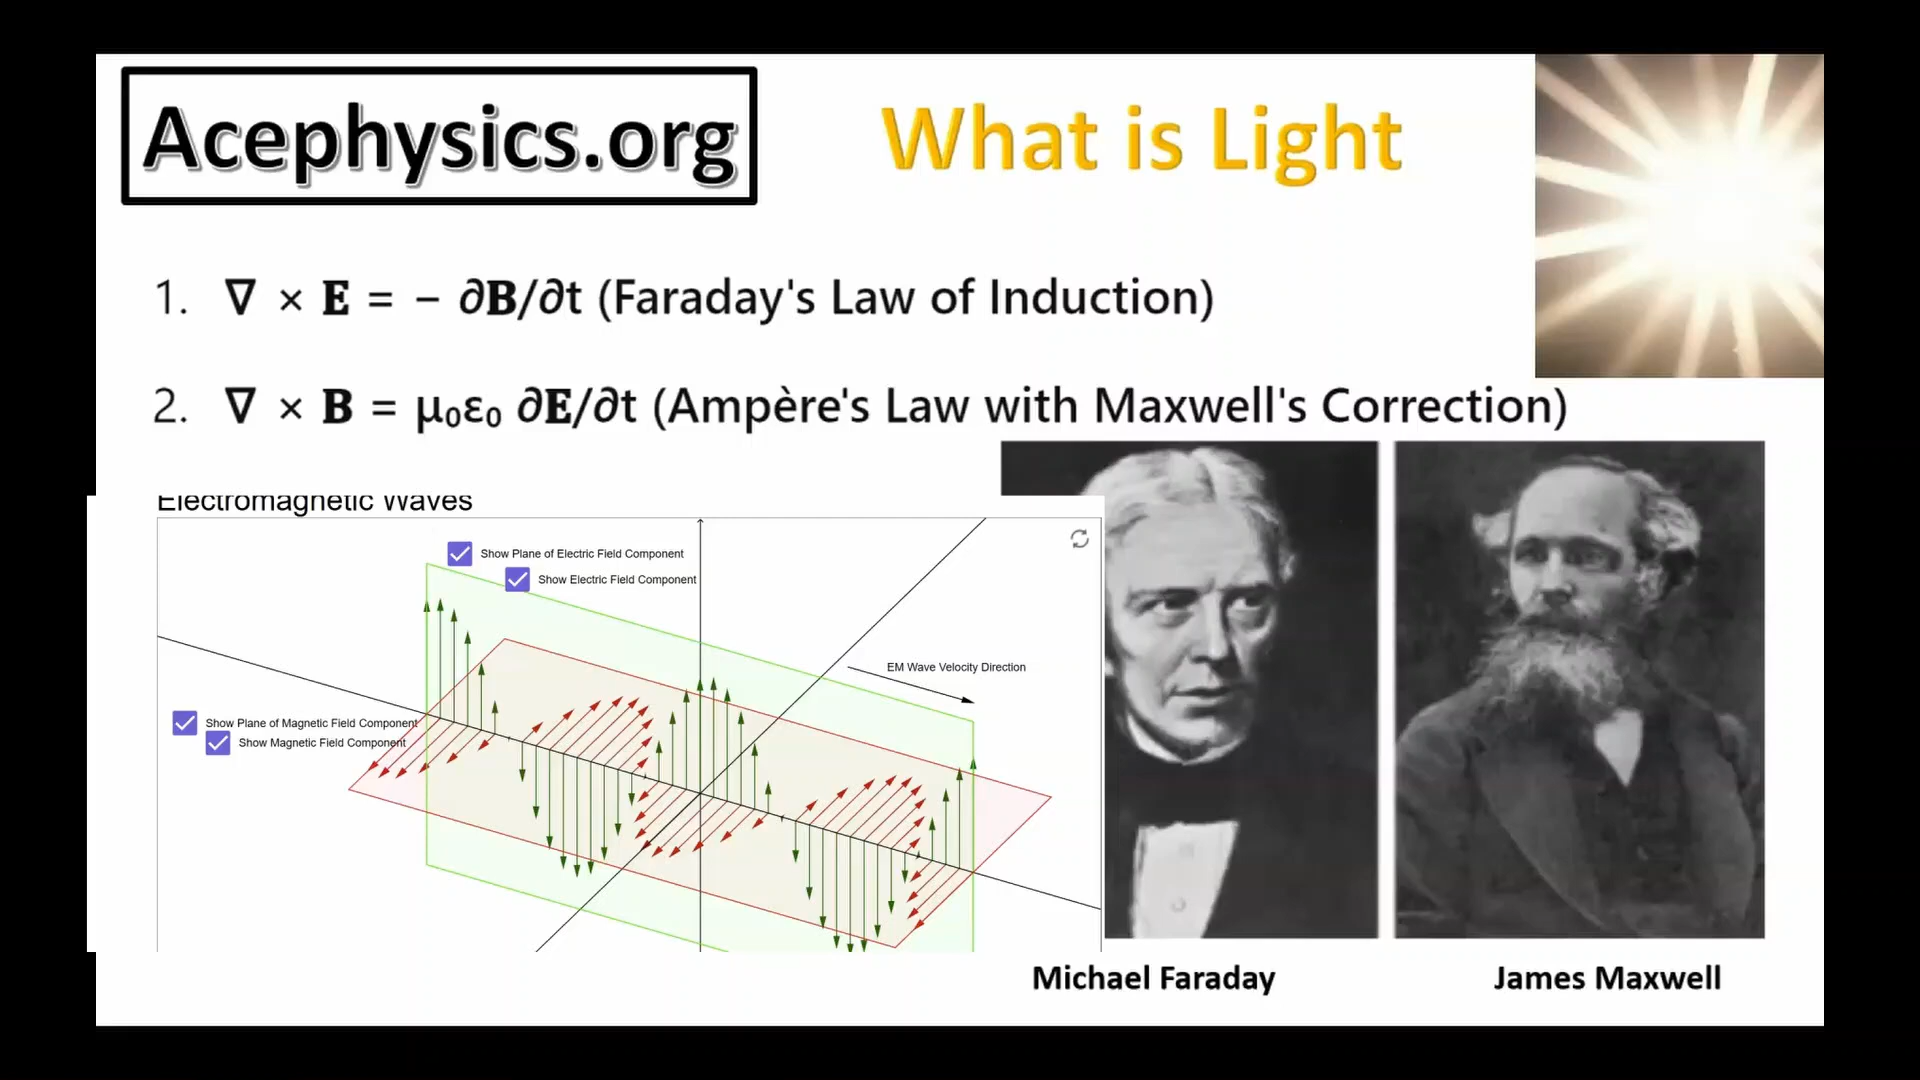 Acephysics.org
What is Light
1. ∇ × E = − ∂B/∂t (Faraday's Law of Induction)
2. ∇ × B = μ₀ε₀ ∂E/∂t (Ampère's Law with Maxwell's Correction)
Electromagnetic Waves
Show Plane of Electric Field Component
Show Electric Field Component
EM Wave Velocity Direction
Show Plane of Magnetic Field Component
Show Magnetic Field Component
Michael Faraday
James Maxwell